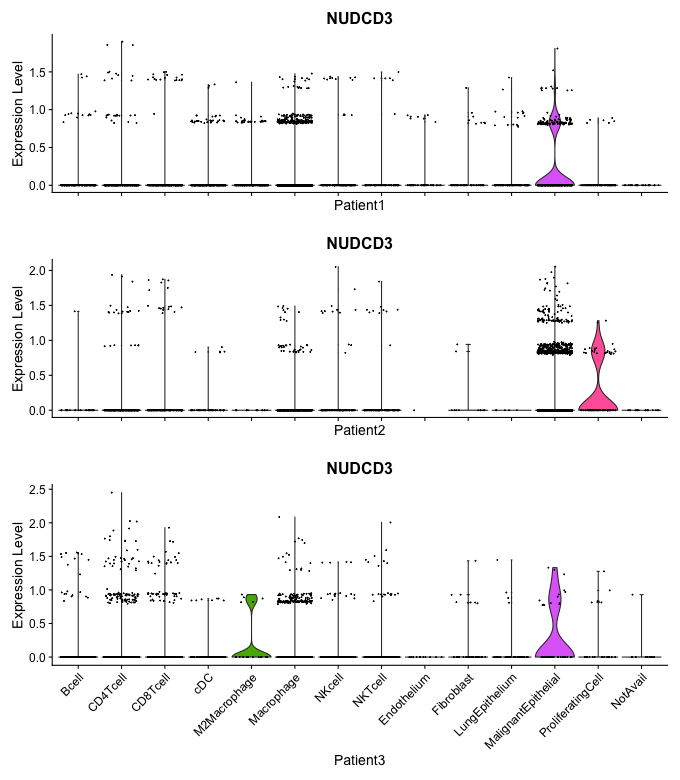 NUDCD3
Expression Level
1.5
1.0
0.5
0.0
Patient1
NUDCD3
Expression Level
2.0
1.5
1.0
0.5
0.0
Patient2
NUDCD3
Expression Level
2.5
2.0
1.5
1.0
0.5
0.0
Bcell
CD4Tcell
CD8Tcell
cDC
M2Macrophage
Macrophage
NKcell
NKTcell
Endothelium
Fibroblast
LungEpithelium
MalignantEpithelial
ProliferatingCell
NotAvail
Patient3